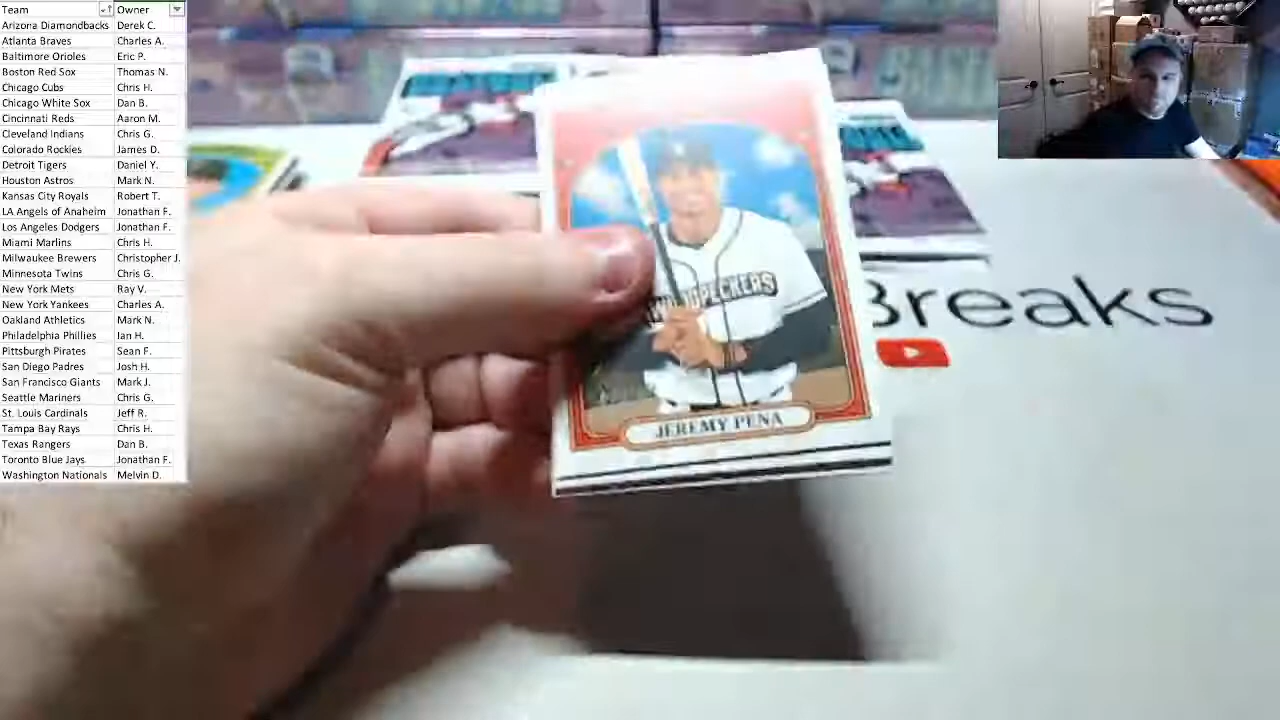 Team Owner
Arizona Diamondbacks Derek C.
Atlanta Braves Charles A.
Baltimore Orioles Eric P.
Boston Red Sox Thomas N.
Chicago Cubs Chris H.
Chicago White Sox Dan B.
Cincinnati Reds Aaron M.
Cleveland Indians Chris G.
Colorado Rockies James D.
Detroit Tigers Daniel Y.
Houston Astros Mark N.
Kansas City Royals Robert T.
LA Angels of Anaheim Jonathan F.
Los Angeles Dodgers Jonathan F.
Miami Marlins Chris H.
Milwaukee Brewers Christopher J.
Minnesota Twins Chris G.
New York Mets Ray V.
New York Yankees Charles A.
Oakland Athletics Mark N.
Philadelphia Phillies Ian H.
Pittsburgh Pirates Sean F.
San Diego Padres Josh H.
San Francisco Giants Mark J.
Seattle Mariners Chris G.
St. Louis Cardinals Jeff R.
Tampa Bay Rays Chris H.
Texas Rangers Dan B.
Toronto Blue Jays Jonathan F.
Washington Nationals Melvin D.
JEREMY PENA
Breaks